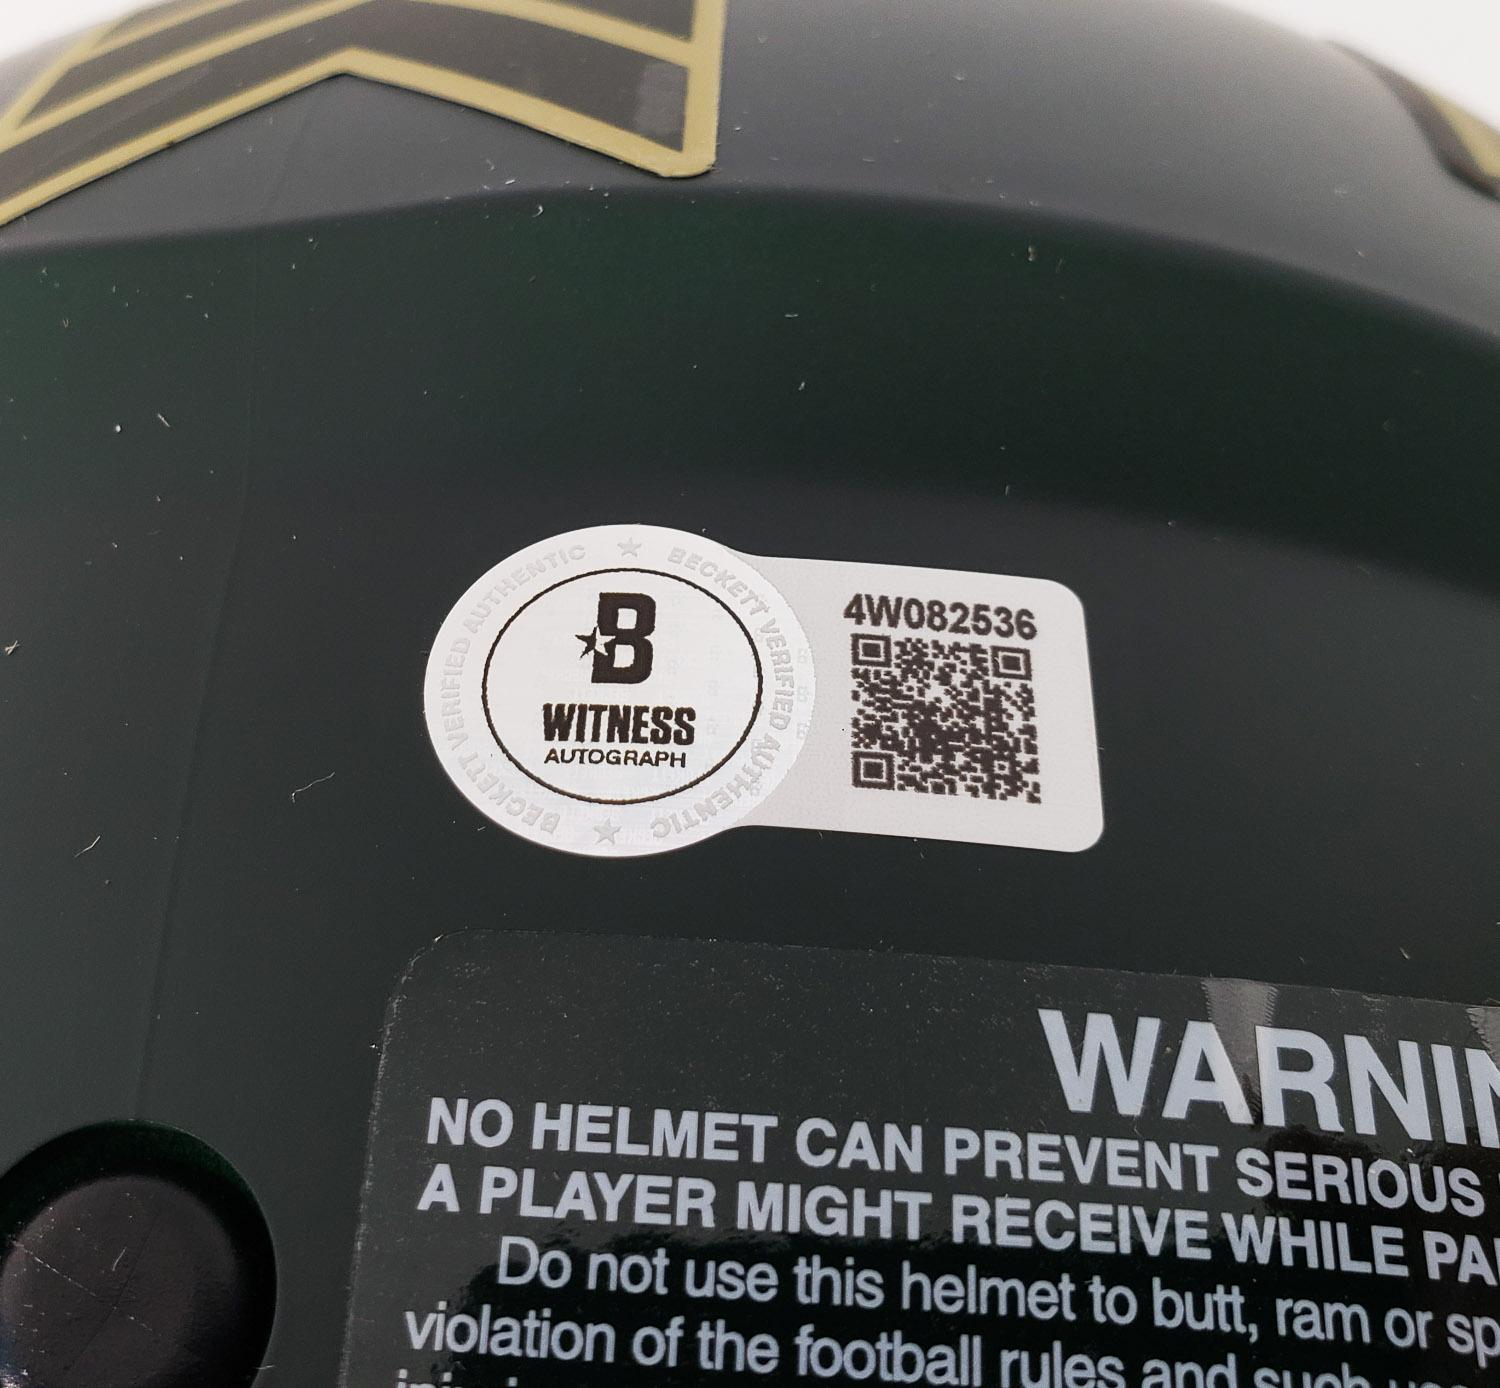 BECKETT VERIFIED AUTHENTIC ★ BECKETT VERIFIED AUTHENTIC ★
B
WITNESS
AUTOGRAPH
4W082536
WARNIN
NO HELMET CAN PREVENT SERIOUS
A PLAYER MIGHT RECEIVE WHILE PA
Do not use this helmet to butt, ram or sp
violation of the football rules and such